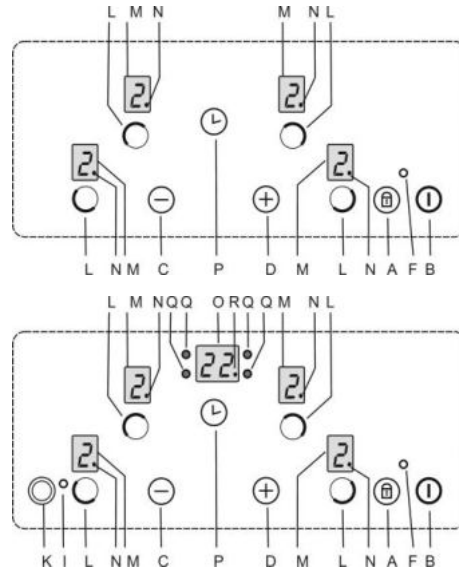 L M N M N L
2. 2.
2. 2.
L N M C P D M L N A F B
L M N Q Q O R Q Q M N L
22.
2. 2.
2. 2.
K I L N M C P D M L N A F B